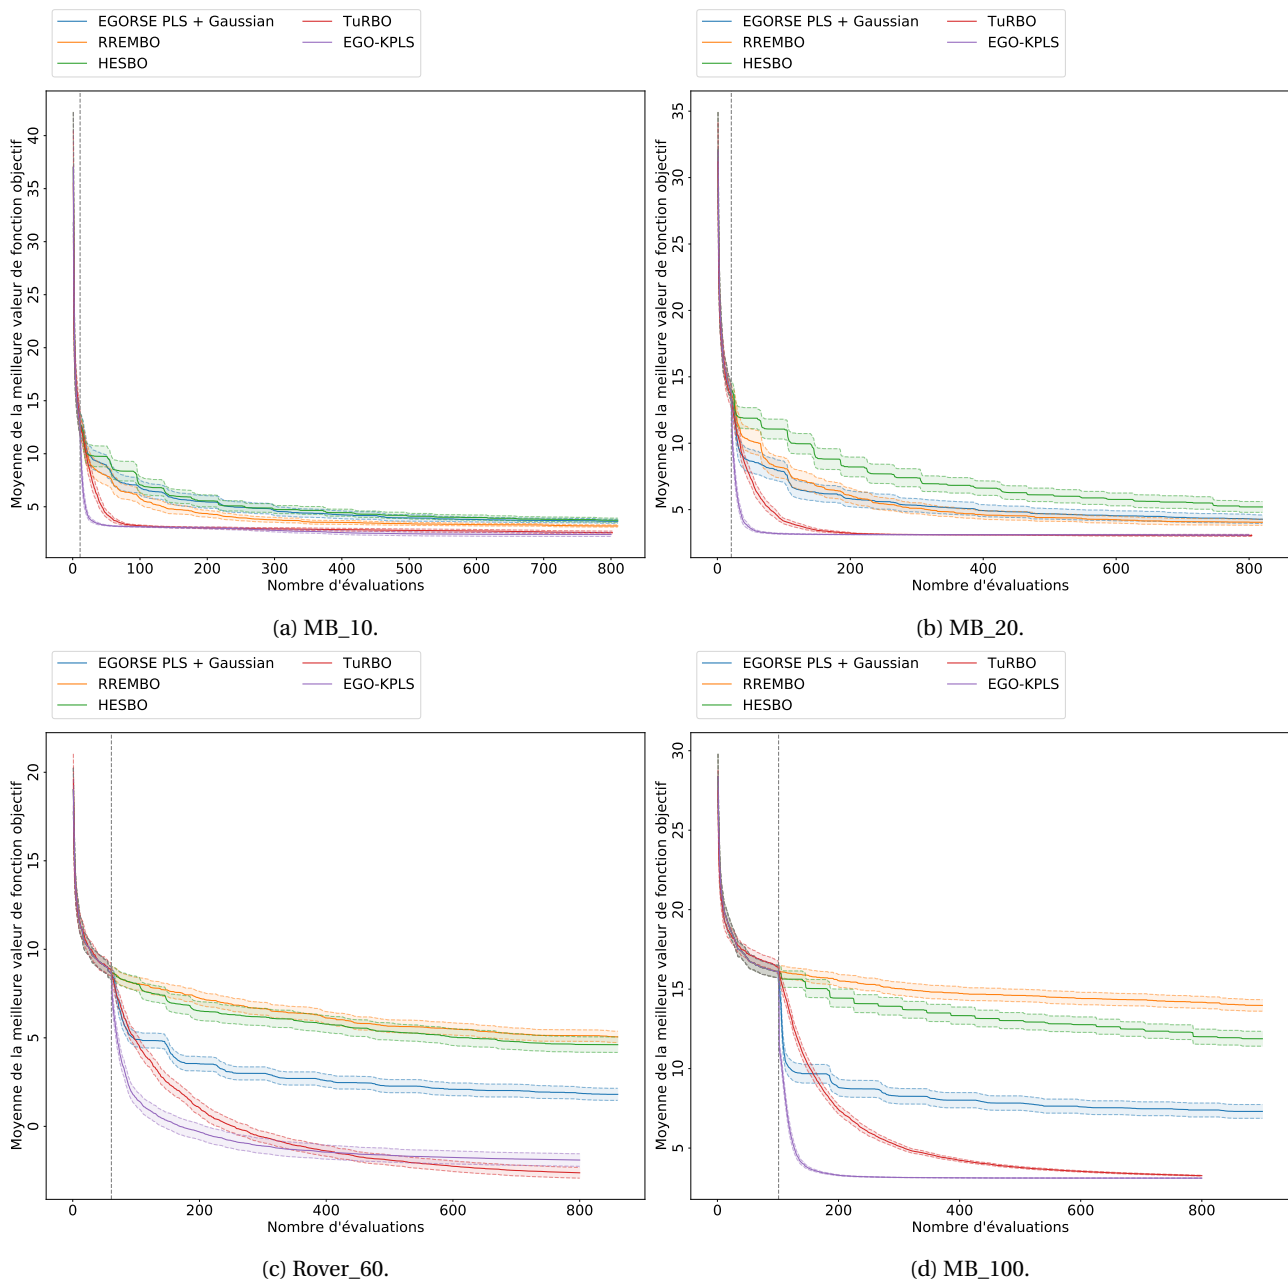 EGORSE PLS + Gaussian
RREMBO
HESBO
TuRBO
EGO-KPLS
Moyenne de la meilleure valeur de fonction objectif
40
35
30
25
20
15
10
5
0 100 200 300 400 500 600 700 800
Nombre d'évaluations
(a) MB_10.
EGORSE PLS + Gaussian
RREMBO
HESBO
TuRBO
EGO-KPLS
Moyenne de la meilleure valeur de fonction objectif
35
30
25
20
15
10
5
0 200 400 600 800
Nombre d'évaluations
(b) MB_20.
EGORSE PLS + Gaussian
RREMBO
HESBO
TuRBO
EGO-KPLS
Moyenne de la meilleure valeur de fonction objectif
20
15
10
5
0
0 200 400 600 800
Nombre d'évaluations
(c) Rover_60.
EGORSE PLS + Gaussian
RREMBO
HESBO
TuRBO
EGO-KPLS
Moyenne de la meilleure valeur de fonction objectif
30
25
20
15
10
5
0 200 400 600 800
Nombre d'évaluations
(d) MB_100.